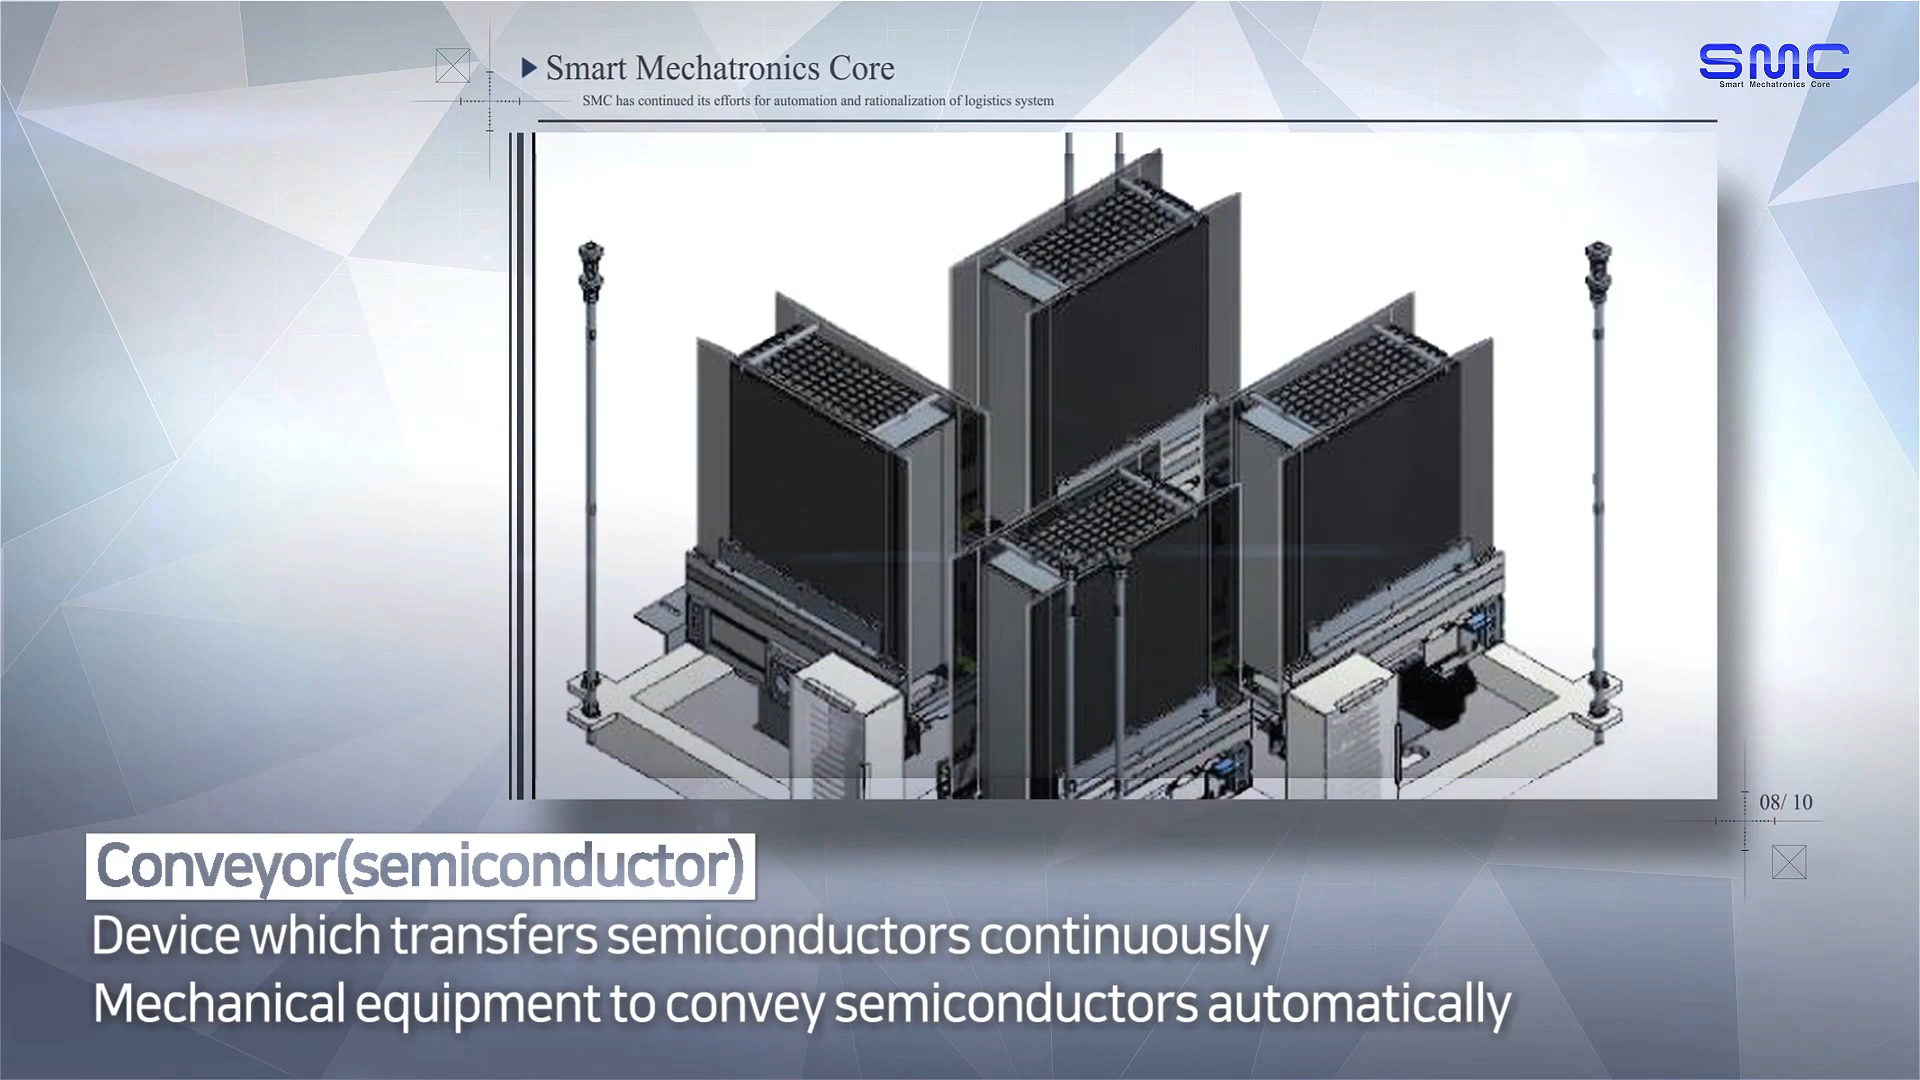 Smart Mechatronics Core
SMC has continued its efforts for automation and rationalization of logistics system
SMC
Smart Mechatronics Core
08/ 10
Conveyor(semiconductor)
Device which transfers semiconductors continuously
Mechanical equipment to convey semiconductors automatically